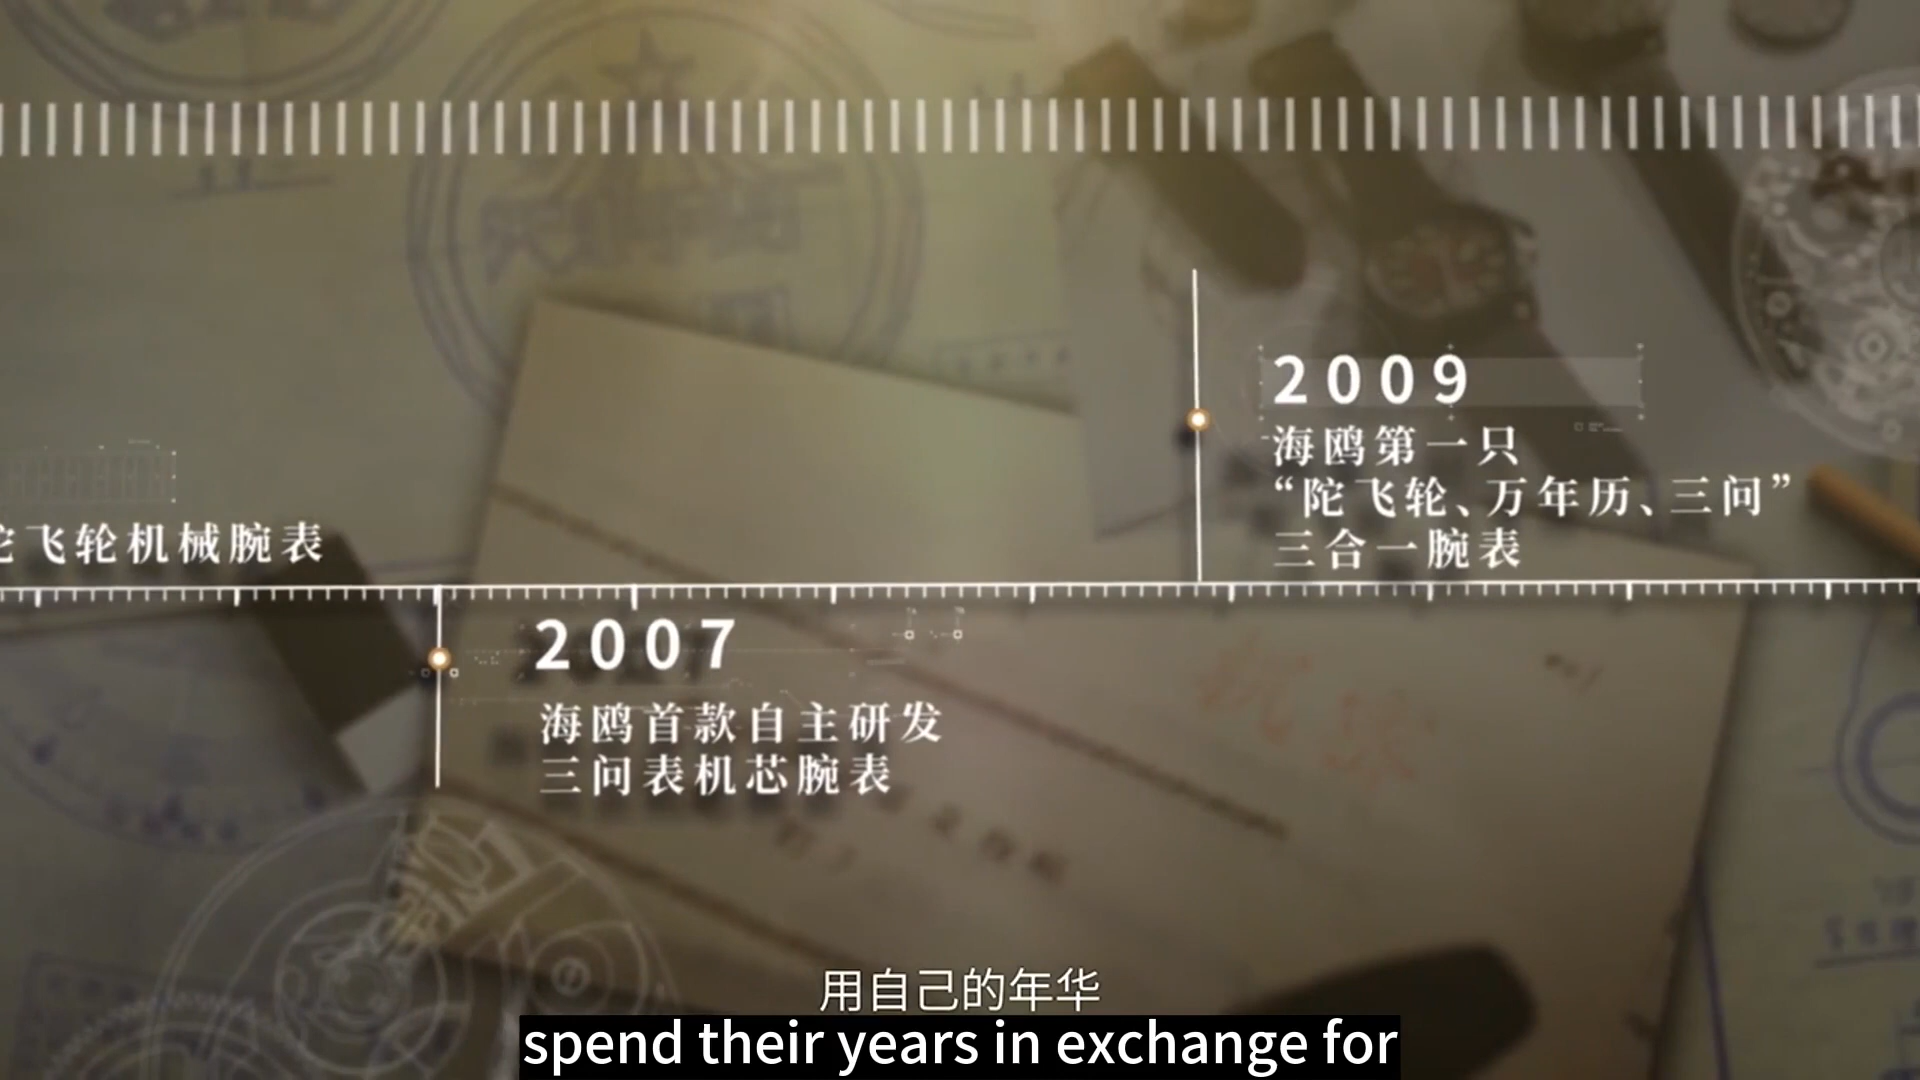 2009
海鸥第一只
“陀飞轮、万年历、三问”
三合一腕表
飞轮机械腕表
2007
海鸥首款自主研发
三问表机芯腕表
用自己的年华
spend their years in exchange for